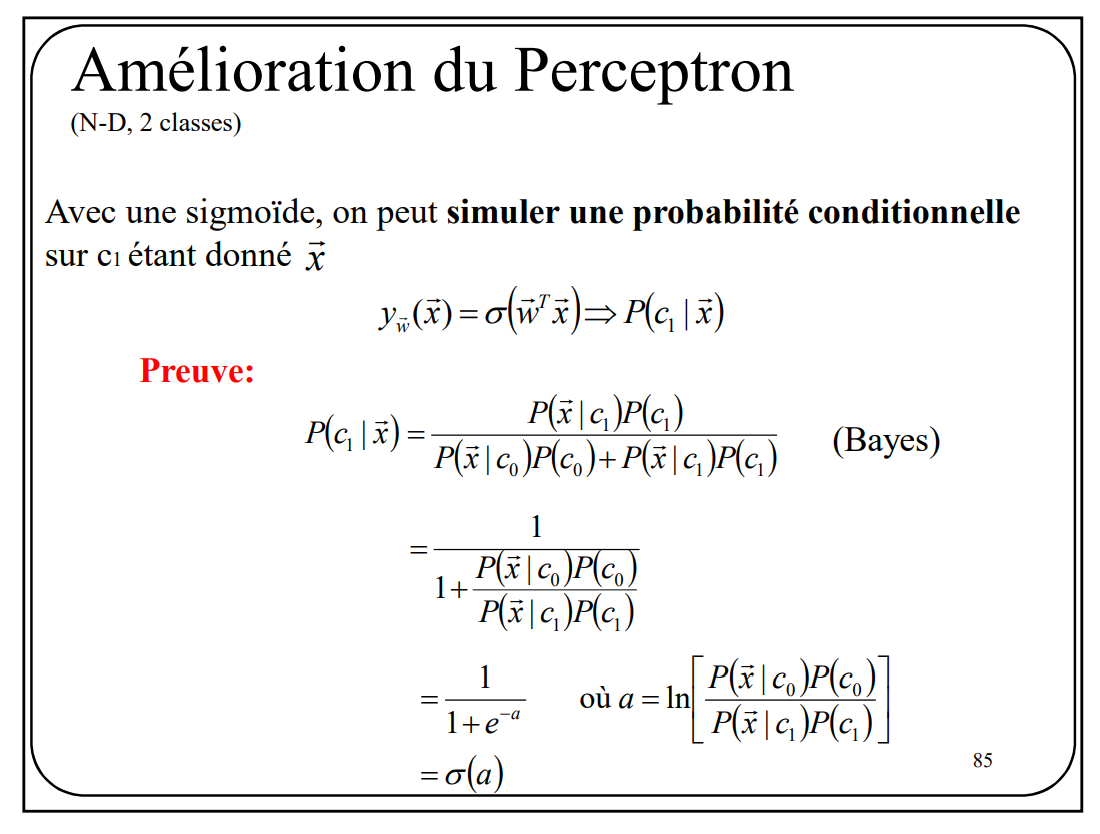 Amélioration du Perceptron
(N-D, 2 classes)
Avec une sigmoïde, on peut simuler une probabilité conditionnelle
sur c₁ étant donné x⃗
y_w⃗(x⃗) = σ(w⃗ᵀx⃗) ⇒ P(c₁ | x⃗)
Preuve:
P(c₁ | x⃗) = P(x⃗ | c₁)P(c₁) / (P(x⃗ | c₀)P(c₀) + P(x⃗ | c₁)P(c₁)) (Bayes)
= 1 / (1 + P(x⃗ | c₀)P(c₀) / P(x⃗ | c₁)P(c₁))
= 1 / (1 + e⁻ᵃ) où a = ln[P(x⃗ | c₀)P(c₀) / P(x⃗ | c₁)P(c₁)]
= σ(a)
85